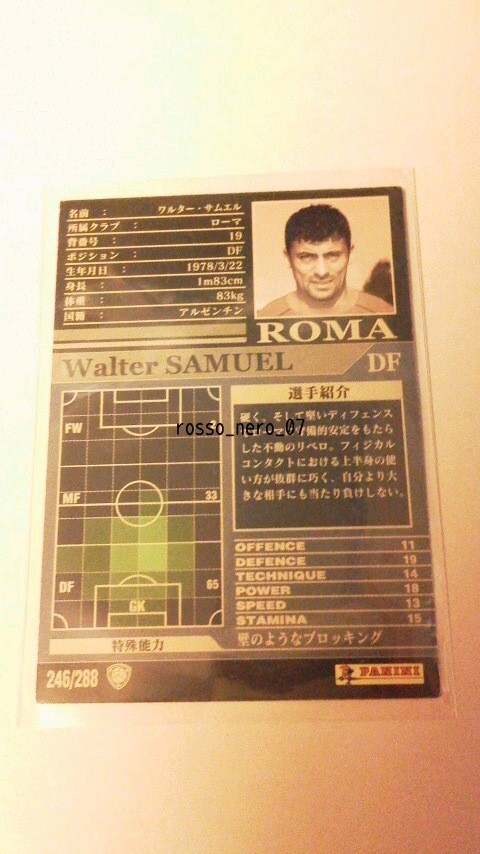 名前 : ワルター・サムエル
所属クラブ : ローマ
背番号 : 19
ポジション : DF
生年月日 : 1978/3/22
身長 : 1m83cm
体重 : 83kg
国籍 : アルゼンチン
ROMA
Walter SAMUEL DF
選手紹介
硬く、そして堅いディフェンス
rosso_nero_07
備的安定をもたら
した不動のリベロ。フィジカル
コンタクトにおける上半身の使
い方が抜群に巧く、自分より大
きな相手にも当たり負けしない。
FW
MF 33
DF 65
GK
OFFENCE 11
DEFENCE 19
TECHNIQUE 14
POWER 18
SPEED 13
STAMINA 15
特殊能力 壁のようなブロッキング
246/288
PANINI